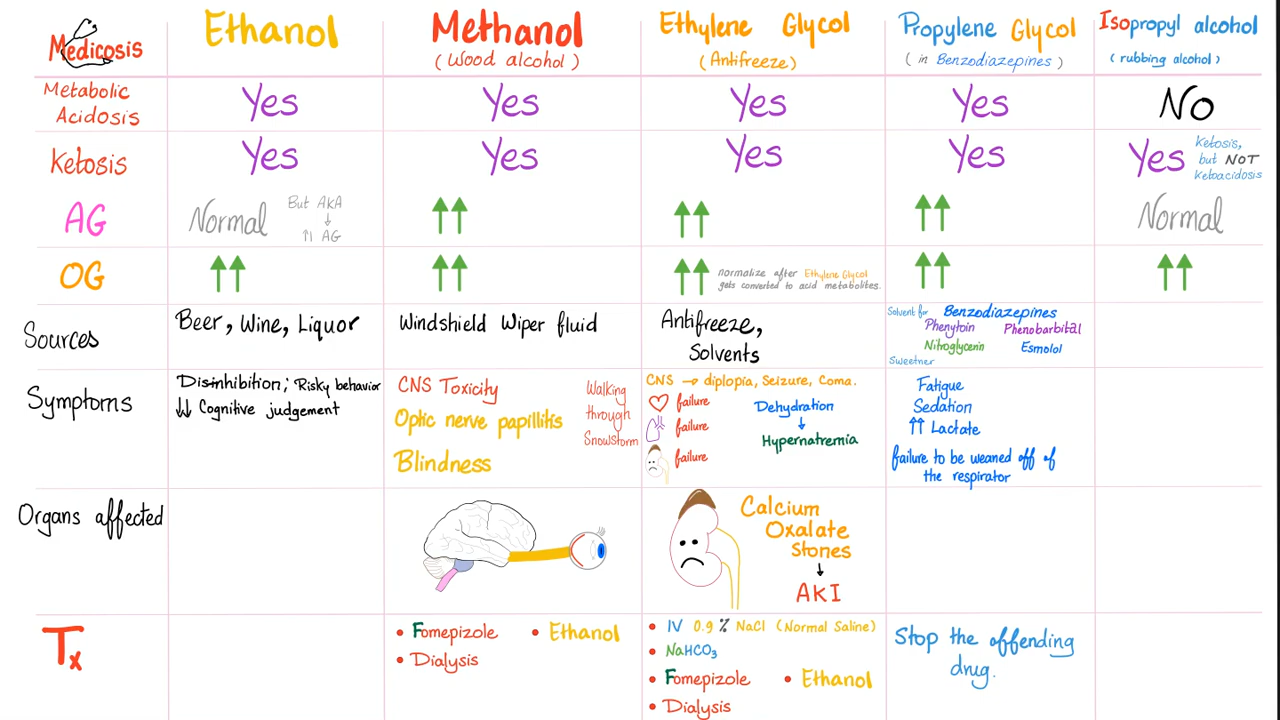 Medicosis
Ethanol
Methanol
(Wood alcohol)
Ethylene Glycol
(Antifreeze)
Propylene Glycol
(in Benzodiazepines)
Isopropyl alcohol
(rubbing alcohol)
Metabolic
Acidosis
Yes
Yes
Yes
Yes
No
Ketosis
Yes
Yes
Yes
Yes
Yes
Ketosis,
but NOT
Ketoacidosis
AG
Normal
But AKA
↓
↑↓ AG
↑↑
↑↑
↑↑
Normal
OG
↑↑
↑↑
↑↑
normalize after Ethylene Glycol
gets converted to acid metabolites.
↑↑
↑↑
Sources
Beer, Wine, Liquor
Windshield Wiper fluid
Antifreeze,
Solvents
Solvent for Benzodiazepines
Phenytoin Phenobarbital
Nitroglycerin Esmolol
Sweetner
Symptoms
Disinhibition; Risky behavior
↓↓ Cognitive judgement
CNS Toxicity
Optic nerve papillitis
Blindness
Walking
through
Snowstorm
CNS → diplopia, Seizure, Coma.
failure
failure
failure
Dehydration
↓
Hypernatremia
Fatigue
Sedation
↑↑ Lactate
failure to be weaned off of
the respirator
Organs affected
Calcium
Oxalate
Stones
↓
AKI
Tx
• Fomepizole • Ethanol
• Dialysis
• IV 0.9 % NaCl (Normal Saline)
• NaHCO3
• Fomepizole • Ethanol
• Dialysis
Stop the offending
drug.